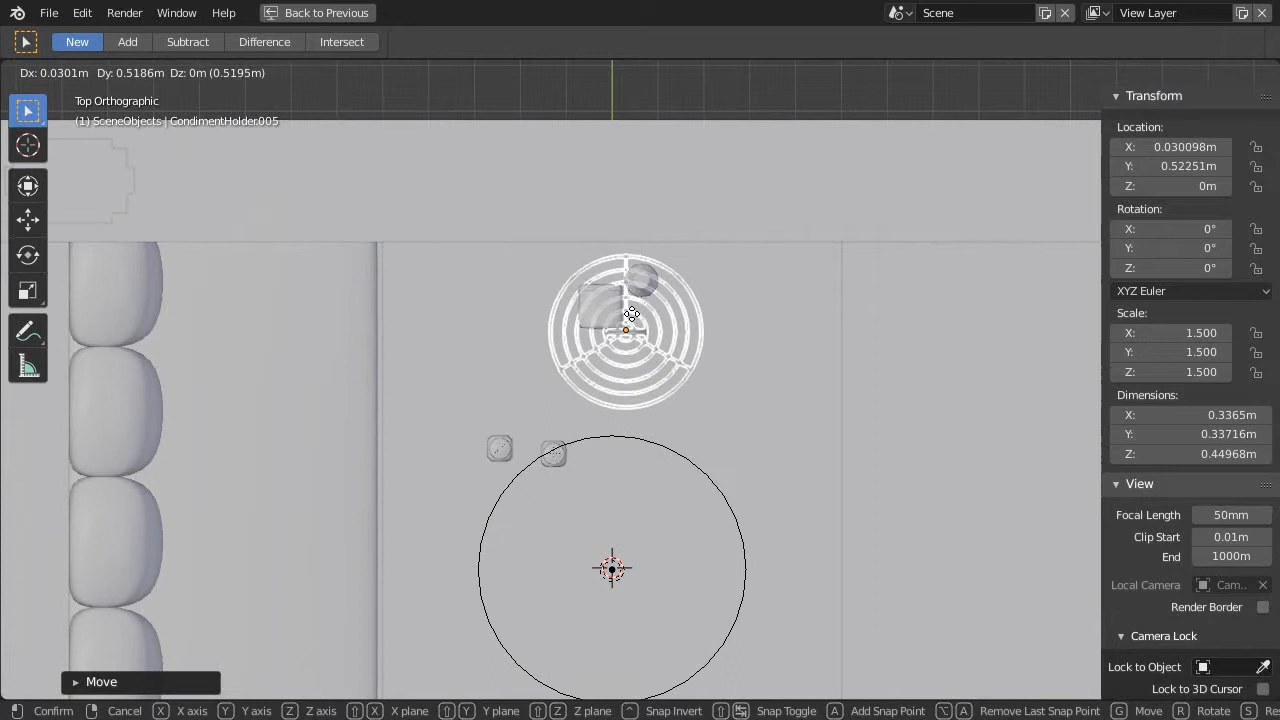 File Edit Render Window Help Back to Previous Scene View Layer
New Add Subtract Difference Intersect
Dx: 0.0301m Dy: 0.5186m Dz: 0m (0.5195m)
Top Orthographic
(1) SceneObjects | CondimentHolder.005
Transform
Location:
X: 0.030098m
Y: 0.52251m
Z: 0m
Rotation:
X: 0°
Y: 0°
Z: 0°
XYZ Euler
Scale:
X: 1.500
Y: 1.500
Z: 1.500
Dimensions:
X: 0.3365m
Y: 0.33716m
Z: 0.44968m
View
Focal Length 50mm
Clip Start 0.01m
End 1000m
Local Camera Cam..
Render Border
Camera Lock
Lock to Object
Lock to 3D Cursor
Move
Confirm Cancel X X axis Y Y axis Z Z axis X X plane Y Y plane Z Z plane Snap Invert Snap Toggle A Add Snap Point A Remove Last Snap Point G Move R Rotate S Re